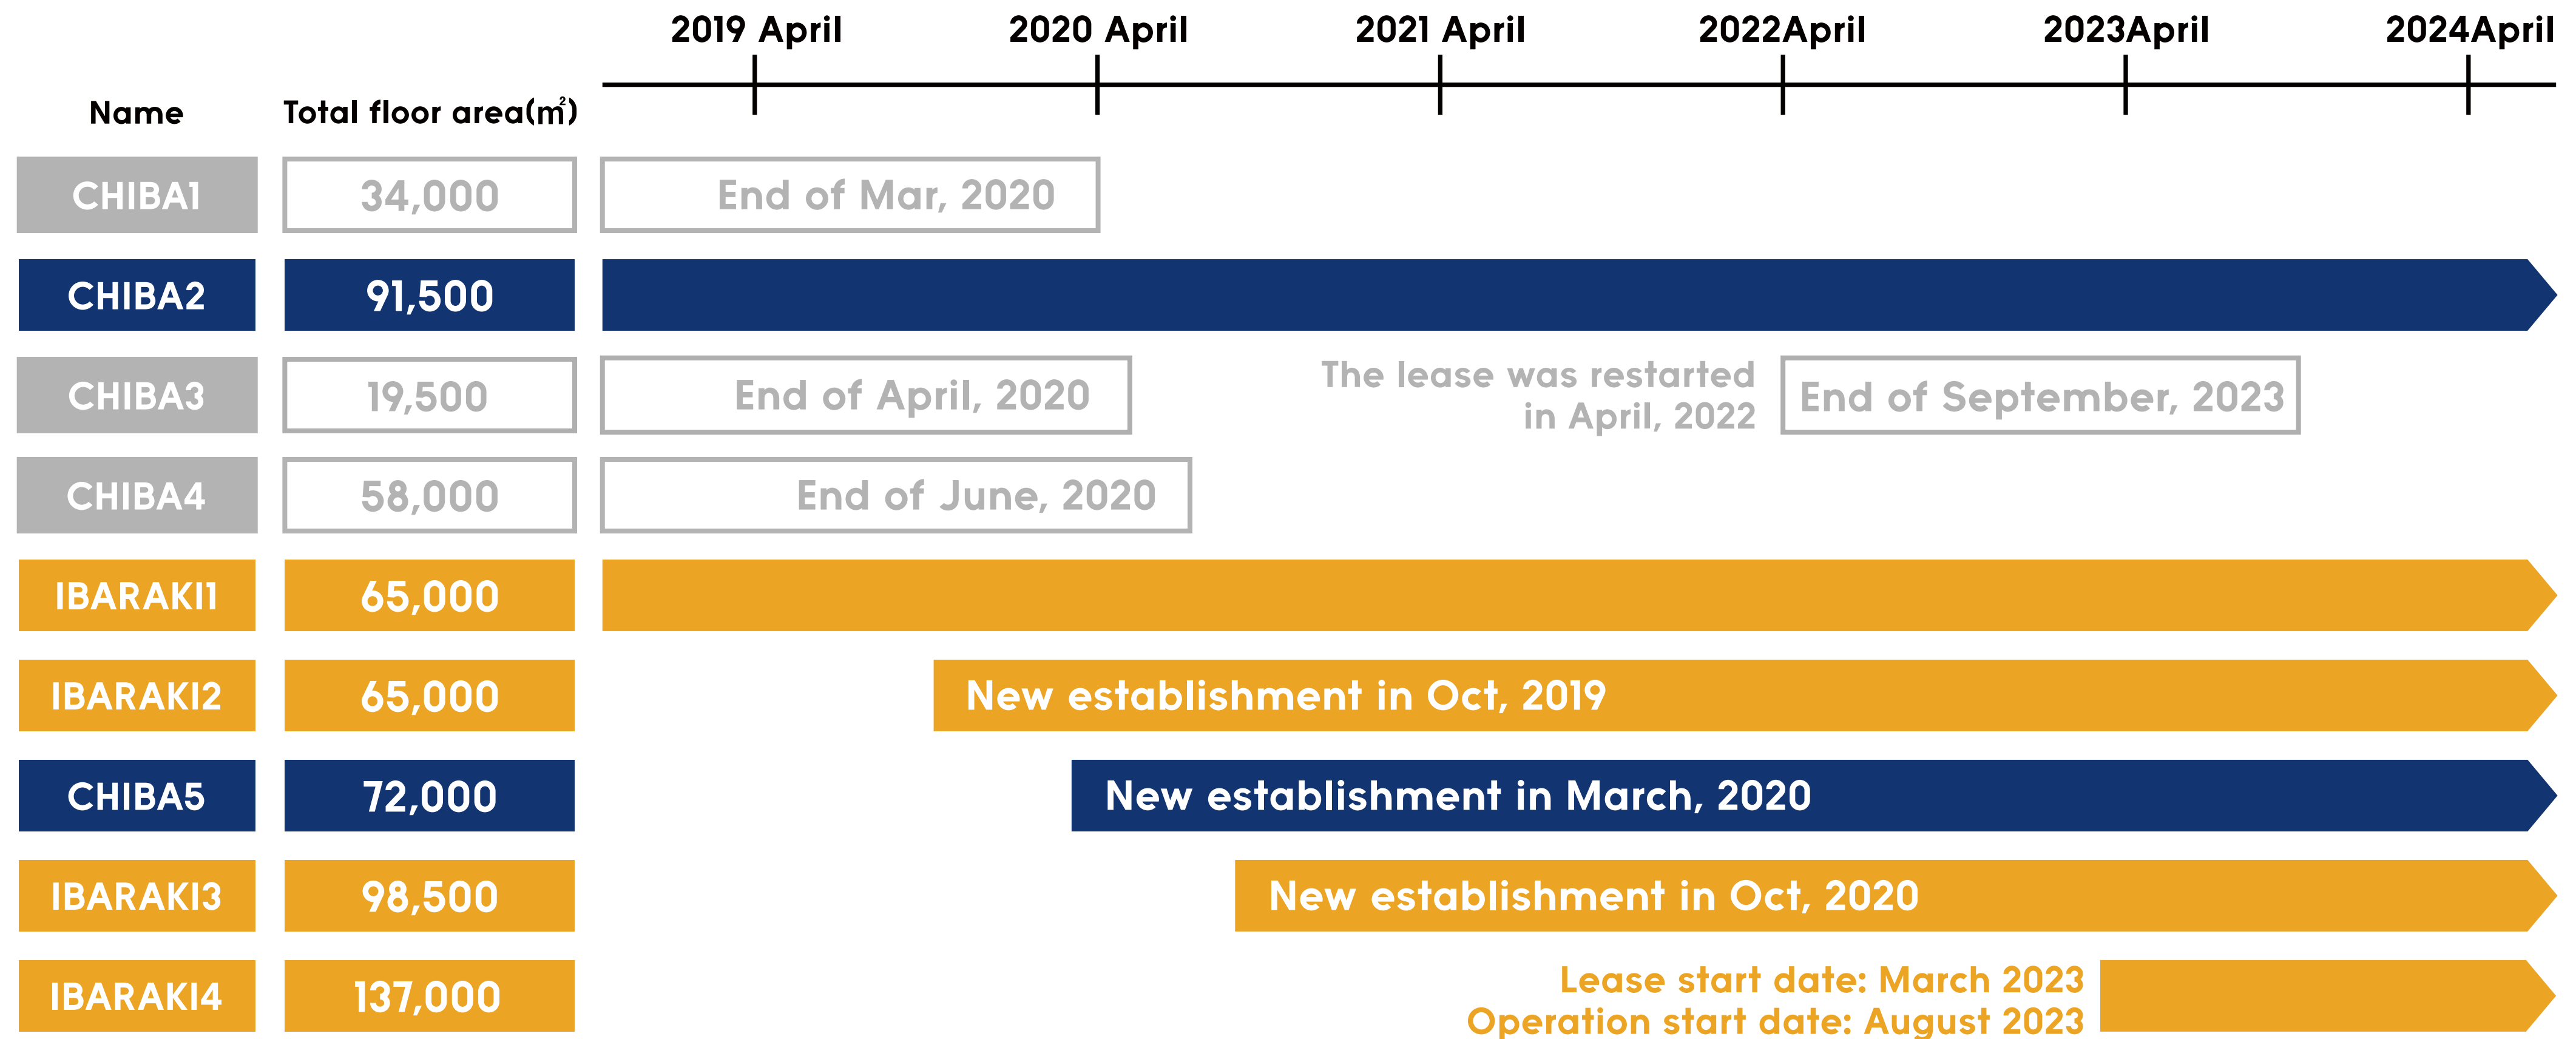 2019 April 2020 April 2021 April 2022April 2023April 2024April
Name Total floor area(m²)
CHIBA1 34,000 End of Mar, 2020
CHIBA2 91,500
CHIBA3 19,500 End of April, 2020 The lease was restarted
in April, 2022 End of September, 2023
CHIBA4 58,000 End of June, 2020
IBARAKI1 65,000
IBARAKI2 65,000 New establishment in Oct, 2019
CHIBA5 72,000 New establishment in March, 2020
IBARAKI3 98,500 New establishment in Oct, 2020
IBARAKI4 137,000 Lease start date: March 2023
Operation start date: August 2023